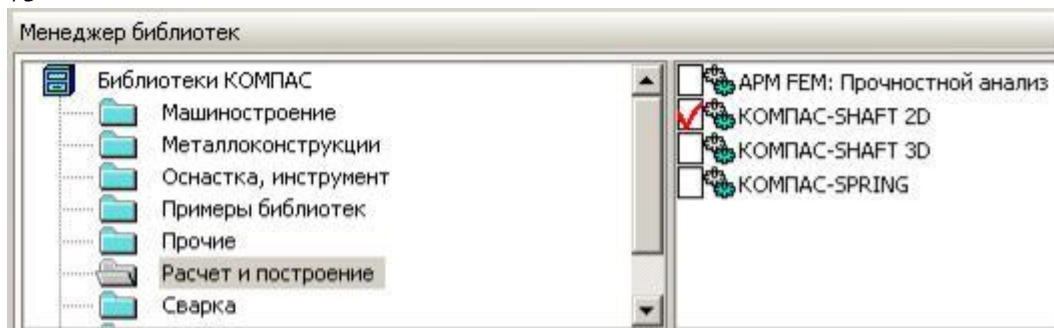 Менеджер библиотек
Библиотеки КОМПАС
Машиностроение
Металлоконструкции
Оснастка, инструмент
Примеры библиотек
Прочие
Расчет и построение
Сварка
APM FEM: Прочностной анализ
КОМПАС-SHAFT 2D
КОМПАС-SHAFT 3D
КОМПАС-SPRING